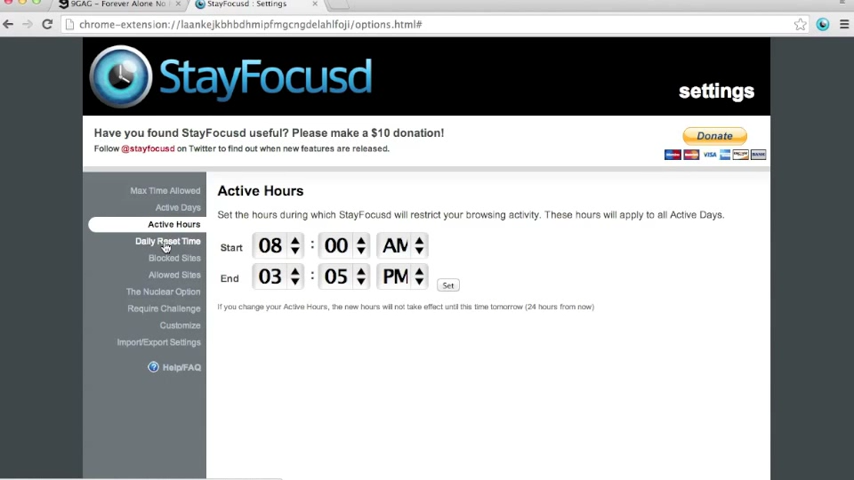 9GAG – Forever Alone No
StayFocusd : Settings
chrome-extension://laankejkbhbdhmipfmgcngdelahlfoji/options.html#
StayFocusd
settings
Have you found StayFocusd useful? Please make a $10 donation!
Follow @stayfocusd on Twitter to find out when new features are released.
Donate
VISA
BANK
Max Time Allowed
Active Days
Active Hours
Daily Reset Time
Blocked Sites
Allowed Sites
The Nuclear Option
Require Challenge
Customize
Import/Export Settings
? Help/FAQ
Active Hours
Set the hours during which StayFocusd will restrict your browsing activity. These hours will apply to all Active Days.
Start 08 : 00 AM
End 03 : 05 PM Set
If you change your Active Hours, the new hours will not take effect until this time tomorrow (24 hours from now)